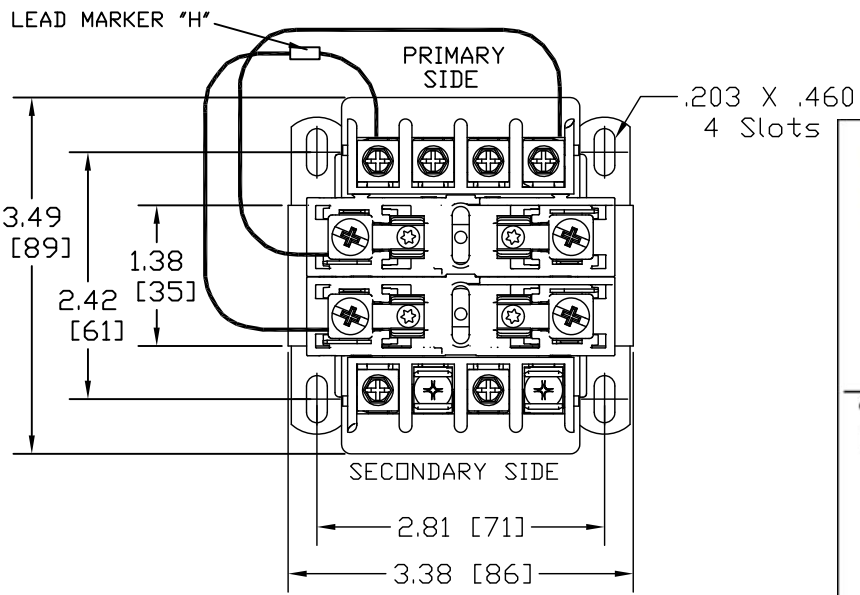 LEAD MARKER "H"
PRIMARY
SIDE
.203 X .460
4 Slots
3.49
[89]
1.38
[35]
2.42
[61]
SECONDARY SIDE
2.81 [71]
3.38 [86]